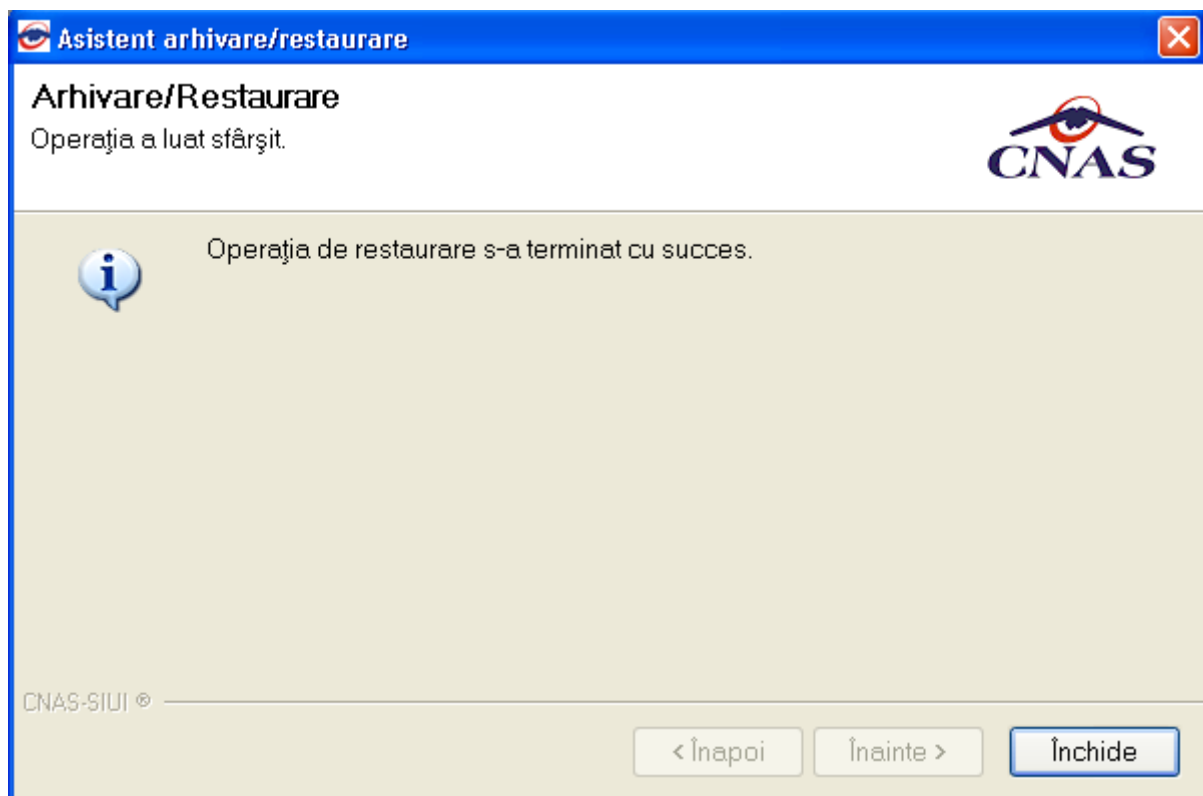 Asistent arhivare/restaurare
Arhivare/Restaurare
Operaţia a luat sfârşit.
CNAS
Operaţia de restaurare s-a terminat cu succes.
CNAS-SIUI ®
< Înapoi
Înainte >
Închide